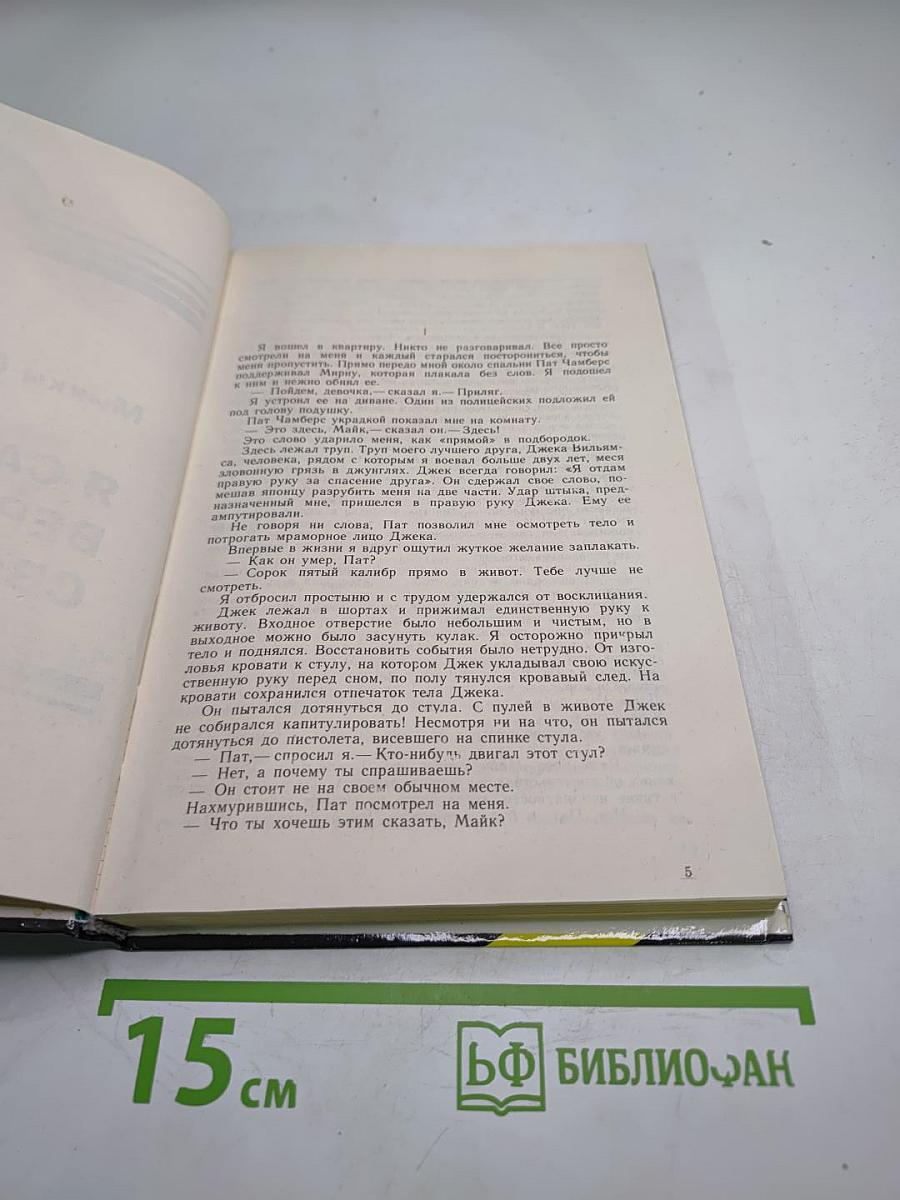 I
Я вошел в квартиру. Никто не разговаривал. Все просто
смотрели на меня и каждый старался посторониться, чтобы
меня пропустить. Прямо передо мной около спальни Пат Чамберс
поддерживал Мирну, которая плакала без слов. Я подошел
к ним и нежно обнял ее.
— Пойдем, девочка,— сказал я.— Приляг.
Я устроил ее на диване. Один из полицейских подложил ей
под голову подушку.
Пат Чамберс украдкой показал мне на комнату.
— Это здесь, Майк,— сказал он.— Здесь!
Это слово ударило меня, как «прямой» в подбородок.
Здесь лежал труп. Труп моего лучшего друга, Джека Вильям-
са, человека, рядом с которым я воевал больше двух лет, меся
зловонную грязь в джунглях. Джек всегда говорил: «Я отдам
правую руку за спасение друга». Он сдержал свое слово, по-
мешав японцу разрубить меня на две части. Удар штыка, пред-
назначенный мне, пришелся в правую руку Джека. Ему ее
ампутировали.
Не говоря ни слова, Пат позволил мне осмотреть тело и
потрогать мраморное лицо Джека.
Впервые в жизни я вдруг ощутил жуткое желание заплакать.
— Как он умер, Пат?
— Сорок пятый калибр прямо в живот. Тебе лучше не
смотреть.
Я отбросил простыню и с трудом удержался от восклицания.
Джек лежал в шортах и прижимал единственную руку к
животу. Входное отверстие было небольшим и чистым, но в
выходное можно было засунуть кулак. Я осторожно прикрыл
тело и поднялся. Восстановить события было нетрудно. От изго-
ловья кровати к стулу, на котором Джек укладывал свою искус-
ственную руку перед сном, по полу тянулся кровавый след. На
кровати сохранился отпечаток тела Джека.
Он пытался дотянуться до стула. С пулей в животе Джек
не собирался капитулировать! Несмотря ни на что, он пытался
дотянуться до пистолета, висевшего на спинке стула.
— Пат,— спросил я.— Кто-нибудь двигал этот стул?
— Нет, а почему ты спрашиваешь?
— Он стоит не на своем обычном месте.
Нахмурившись, Пат посмотрел на меня.
— Что ты хочешь этим сказать, Майк?
5
15 см
БФ БИБЛИОФАН